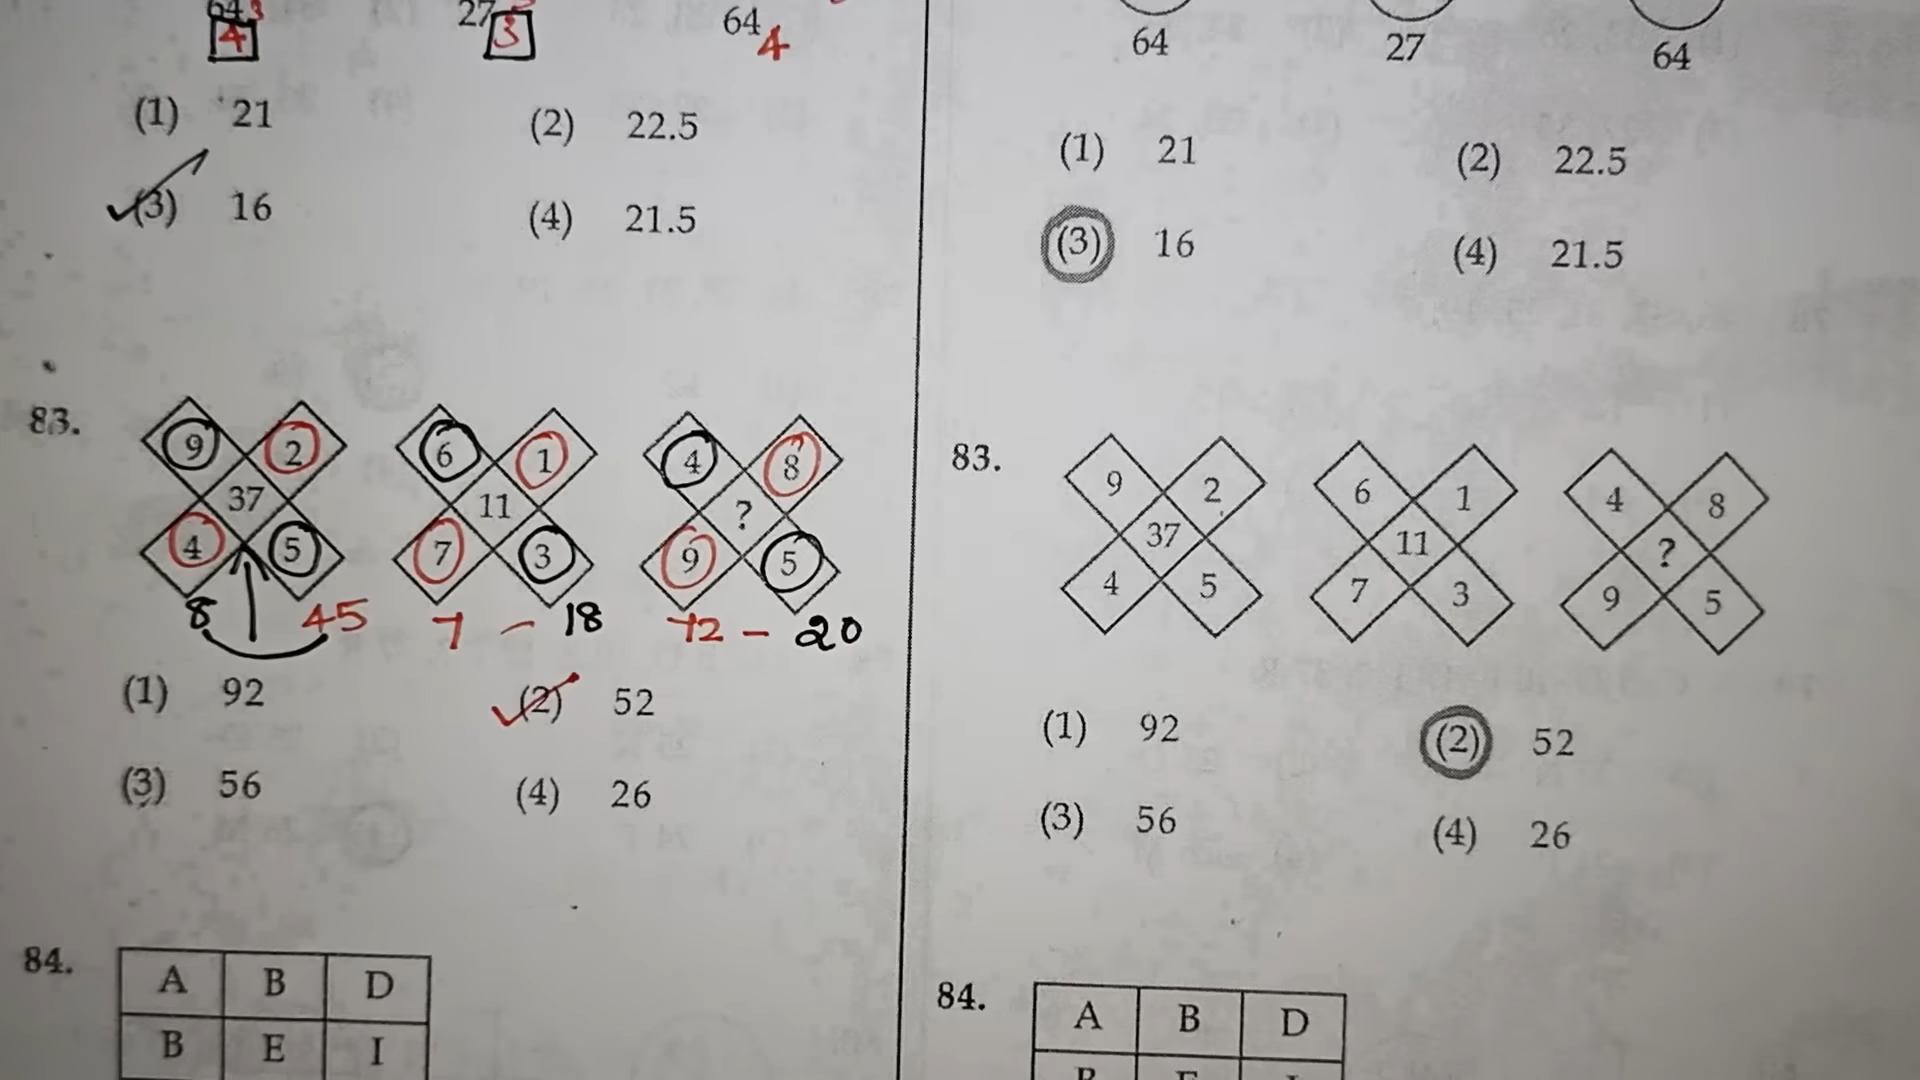 64 3 27 64 4
4 3
(1) 21 (2) 22.5
(3) 16 (4) 21.5
83.
9 2 6 1 4 8
37 11 ?
4 5 7 3 9 5
8 45 7 - 18 72 - 20
(1) 92 (2) 52
(3) 56 (4) 26
84.
A B D
B E I
64 27 64
(1) 21 (2) 22.5
(3) 16 (4) 21.5
83.
9 2 6 1 4 8
37 11 ?
4 5 7 3 9 5
(1) 92 (2) 52
(3) 56 (4) 26
84.
A B D